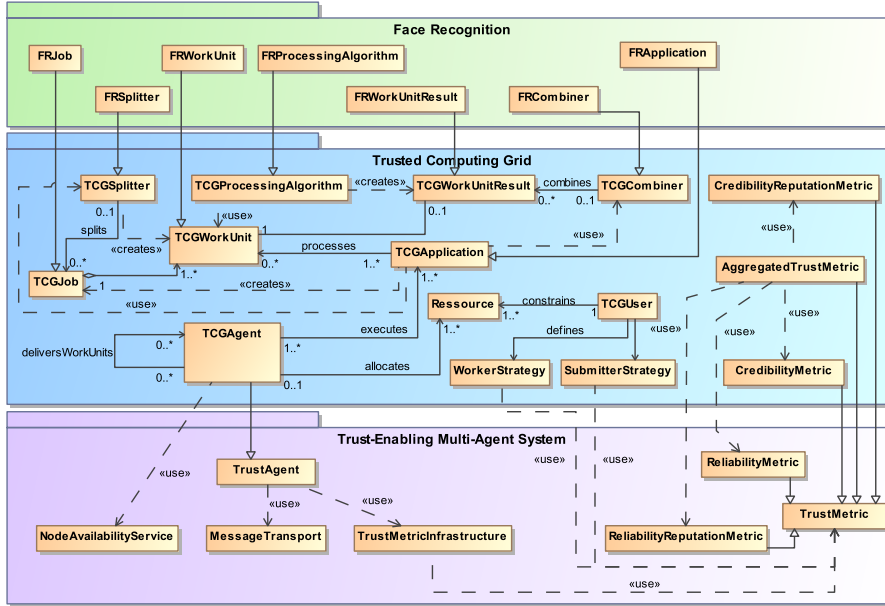 Face Recognition
FRJob
FRWorkUnit
FRProcessingAlgorithm
FRApplication
FRSplitter
FRWorkUnitResult
FRCombiner
Trusted Computing Grid
TCGSplitter
TCGProcessingAlgorithm
«creates»
TCGWorkUnitResult
combines
TCGCombiner
CredibilityReputationMetric
0..1
0..1
0..*
0..1
«use»
splits
TCGWorkUnit
1
«use»
«use»
«creates»
processes
TCGApplication
0..*
1..*
0..*
1..*
1..*
AggregatedTrustMetric
TCGJob
1
«creates»
«use»
Ressource
constrains
TCGUser
1..*
1..*
1
TCGAgent
executes
defines
«use»
«use»
«use»
0..*
1..*
deliversWorkUnits
0..*
0..1
allocates
WorkerStrategy
SubmitterStrategy
CredibilityMetric
Trust-Enabling Multi-Agent System
«use»
TrustAgent
«use»
«use»
ReliabilityMetric
«use»
«use»
TrustMetric
NodeAvailabilityService
MessageTransport
TrustMetricInfrastructure
ReliabilityReputationMetric
«use»